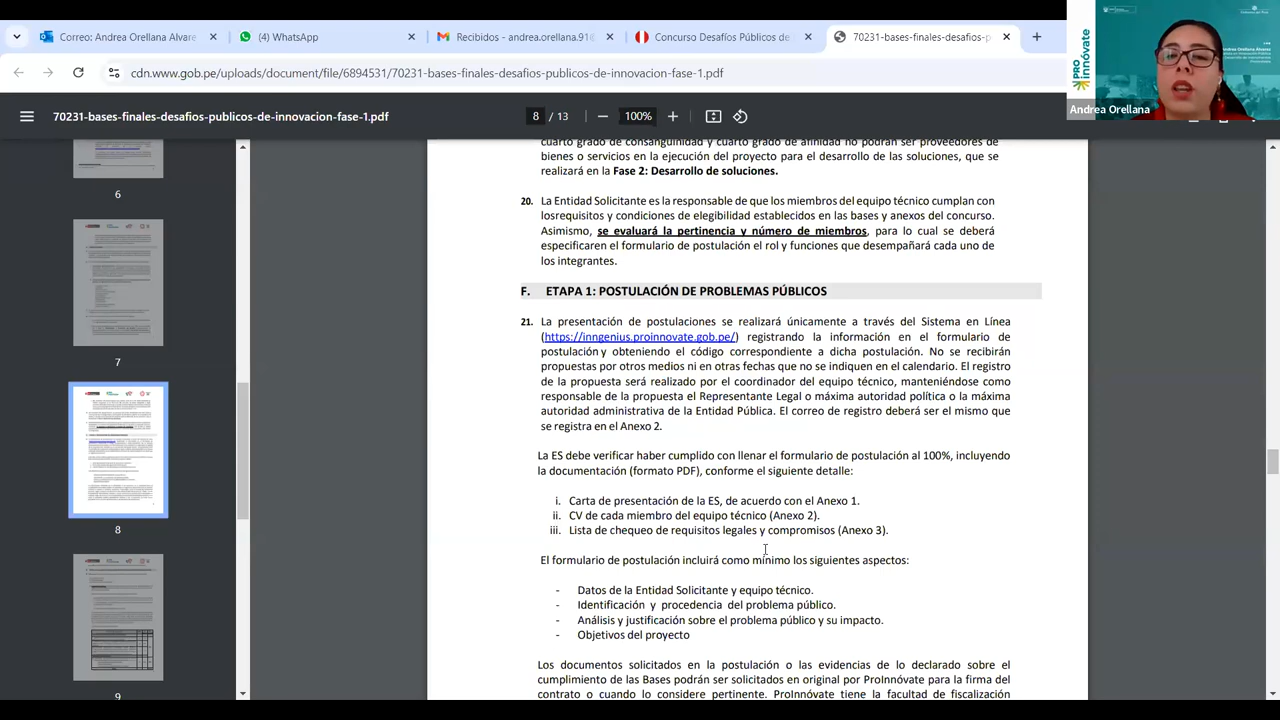 Correo: Andrea Orellana Alvare
(4) WhatsApp
Recibidos - andrea.orellana.91@
Concurso Desafíos Públicos de
70231-bases-finales-desafios-p
cdn.www.gob.pe/uploads/document/file/6894031/70231-bases-finales-desafios-publicos-de-innovacion-fase-1.pdf
PRO innóvate
Andrea Orellana Álvarez
Andrea Orellana
70231-bases-finales-desafios-publicos-de-innovacion-fase-
8 / 13
100%
6
7
8
9
cuarto grado de consanguinidad y cuarto grado de afinidad no podrán ser proveedores de
bienes o servicios en la ejecución del proyecto para el desarrollo de las soluciones, que se
realizará en la Fase 2: Desarrollo de soluciones.
20. La Entidad Solicitante es la responsable de que los miembros del equipo técnico cumplan con
losrequisitos y condiciones de elegibilidad establecidos en las bases y anexos del concurso.
Asimismo, se evaluará la pertinencia y número de miembros, para lo cual se deberá
especificaren el formulario de postulación el rol y funciones que desempañará cada uno de
los integrantes.
F. ETAPA 1: POSTULACIÓN DE PROBLEMAS PÚBLICOS
21. La presentación de postulaciones se realizará únicamente a través del Sistema en Línea
(https://inngenius.proinnovate.gob.pe/) registrando la información en el formulario de
postulación y obteniendo el código correspondiente a dicha postulación. No se recibirán
propuestas por otros medios ni en otras fechas que no se indiquen en el calendario. El registro
de la propuesta será realizado por el coordinador del equipo técnico, manteniéndose como
responsable de la propuesta el Representante Legal o máxima autoridad política o la máxima
autoridad administrativa de la Entidad Pública. El correo de registro deberá ser el mismo que
se registra en el Anexo 2.
La ES debe verificar haber cumplido con llenar el formulario de postulación al 100%, incluyendo
la documentación (formato PDF), conforme el siguiente detalle:
i. Carta de presentación de la ES, de acuerdo con el Anexo 1.
ii. CV de cada miembro del equipo técnico (Anexo 2).
iii. Lista de chequeo de requisitos legales y compromisos (Anexo 3).
El formulario de postulación incluirá como mínimo los siguientes aspectos:
- Datos de la Entidad Solicitante y equipo técnico.
- Identificación y procedencia del problema público.
- Análisis y justificación sobre el problema público y su impacto.
- Objetivos del proyecto
Los documentos solicitados en la postulación o las evidencias de lo declarado sobre el
cumplimiento de las Bases podrán ser solicitados en original por ProInnóvate para la firma del
contrato o cuando lo considere pertinente. ProInnóvate tiene la facultad de fiscalización